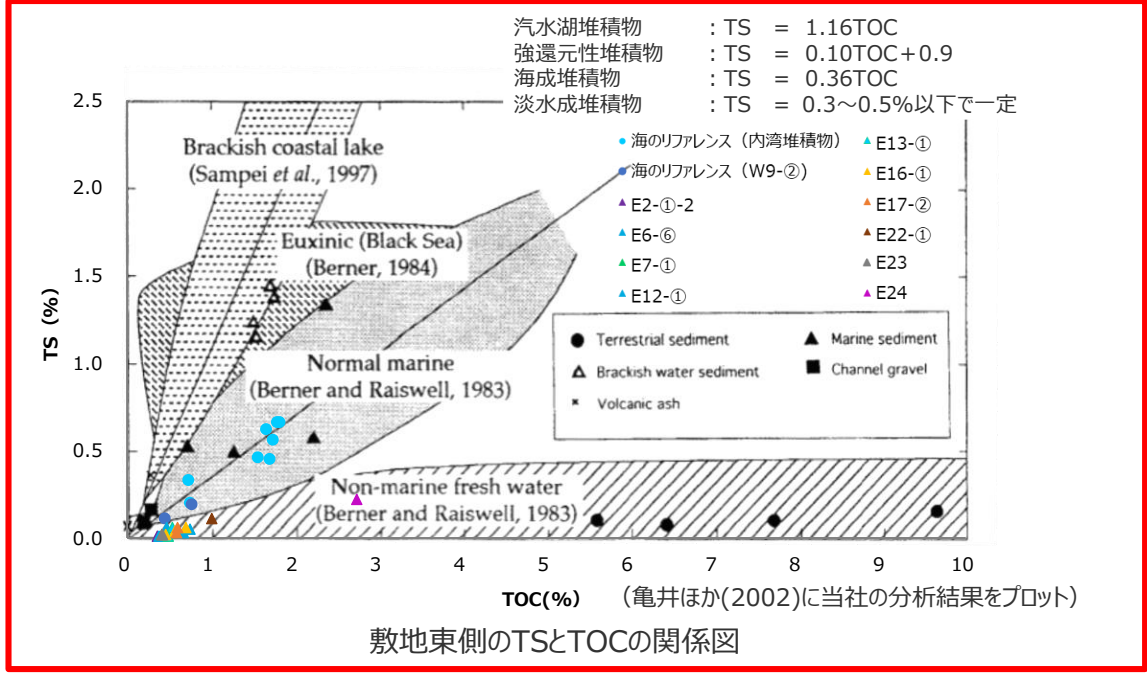 汽水湖堆積物 : TS = 1.16TOC
強還元性堆積物 : TS = 0.10TOC+0.9
海成堆積物 : TS = 0.36TOC
淡水成堆積物 : TS = 0.3~0.5%以下で一定
海のリファレンス（内湾堆積物）
海のリファレンス（W9-②）
E2-①-2
E6-⑥
E7-①
E12-①
E13-①
E16-①
E17-②
E22-①
E23
E24
Terrestrial sediment
Brackish water sediment
Volcanic ash
Marine sediment
Channel gravel
Brackish coastal lake
(Sampei et al., 1997)
Euxinic (Black Sea)
(Berner, 1984)
Normal marine
(Berner and Raiswell, 1983)
Non-marine fresh water
(Berner and Raiswell, 1983)
TS (%)
2.5
2.0
1.5
1.0
0.5
0.0
0 1 2 3 4 5 6 7 8 9 10
TOC(%) （亀井ほか(2002)に当社の分析結果をプロット）
敷地東側のTSとTOCの関係図